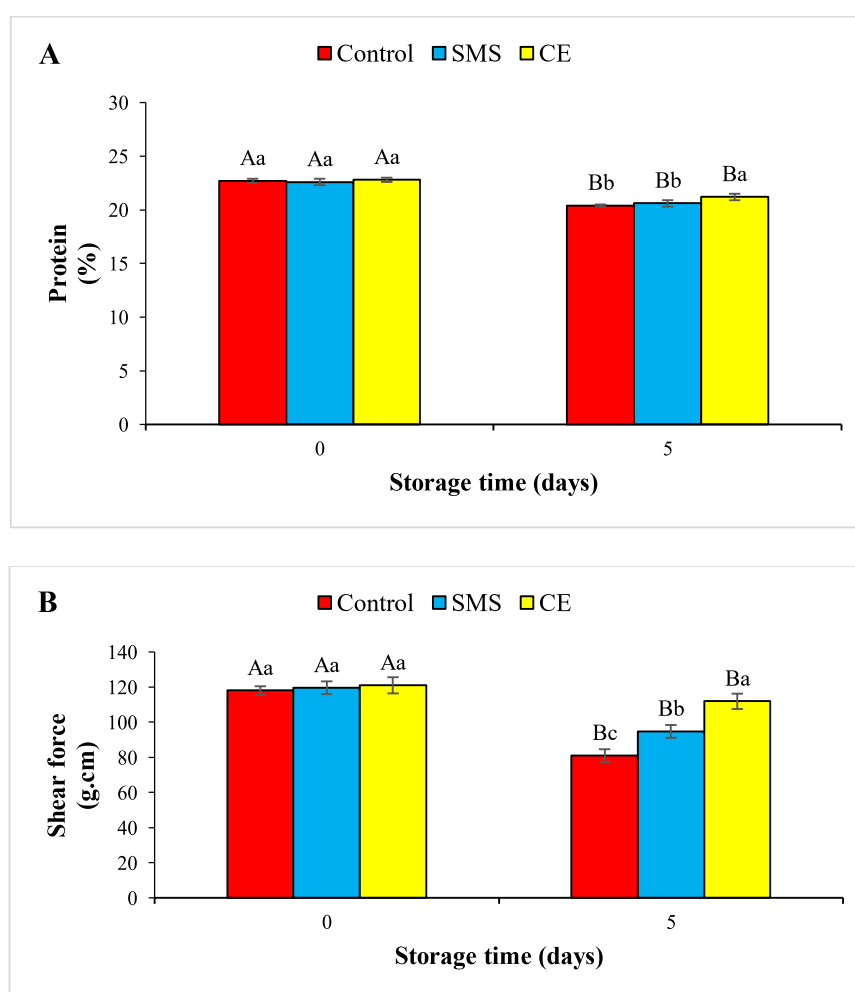 A
Control SMS CE
30
25
20
15
10
5
0
Protein
(%)
Aa Aa Aa
Bb Bb Ba
0 5
Storage time (days)
B
Control SMS CE
140
120
100
80
60
40
20
0
Shear force
(g.cm)
Aa Aa Aa
Bc Bb Ba
0 5
Storage time (days)